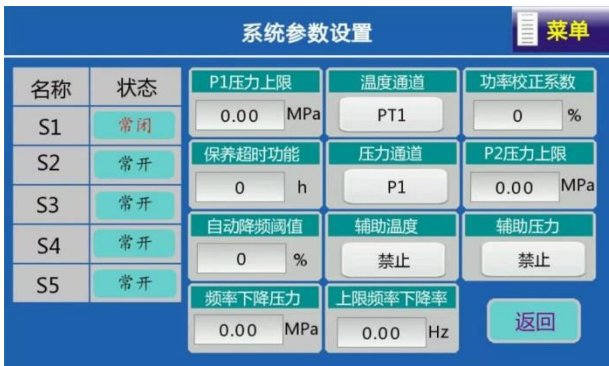 系统参数设置
菜单
名称 状态
S1 常闭
S2 常开
S3 常开
S4 常开
S5 常开
P1压力上限 温度通道 功率校正系数
0.00 MPa PT1 0 %
保养超时功能 压力通道 P2压力上限
0 h P1 0.00 MPa
自动降频阈值 辅助温度 辅助压力
0 % 禁止 禁止
频率下降压力 上限频率下降率
0.00 MPa 0.00 Hz
返回